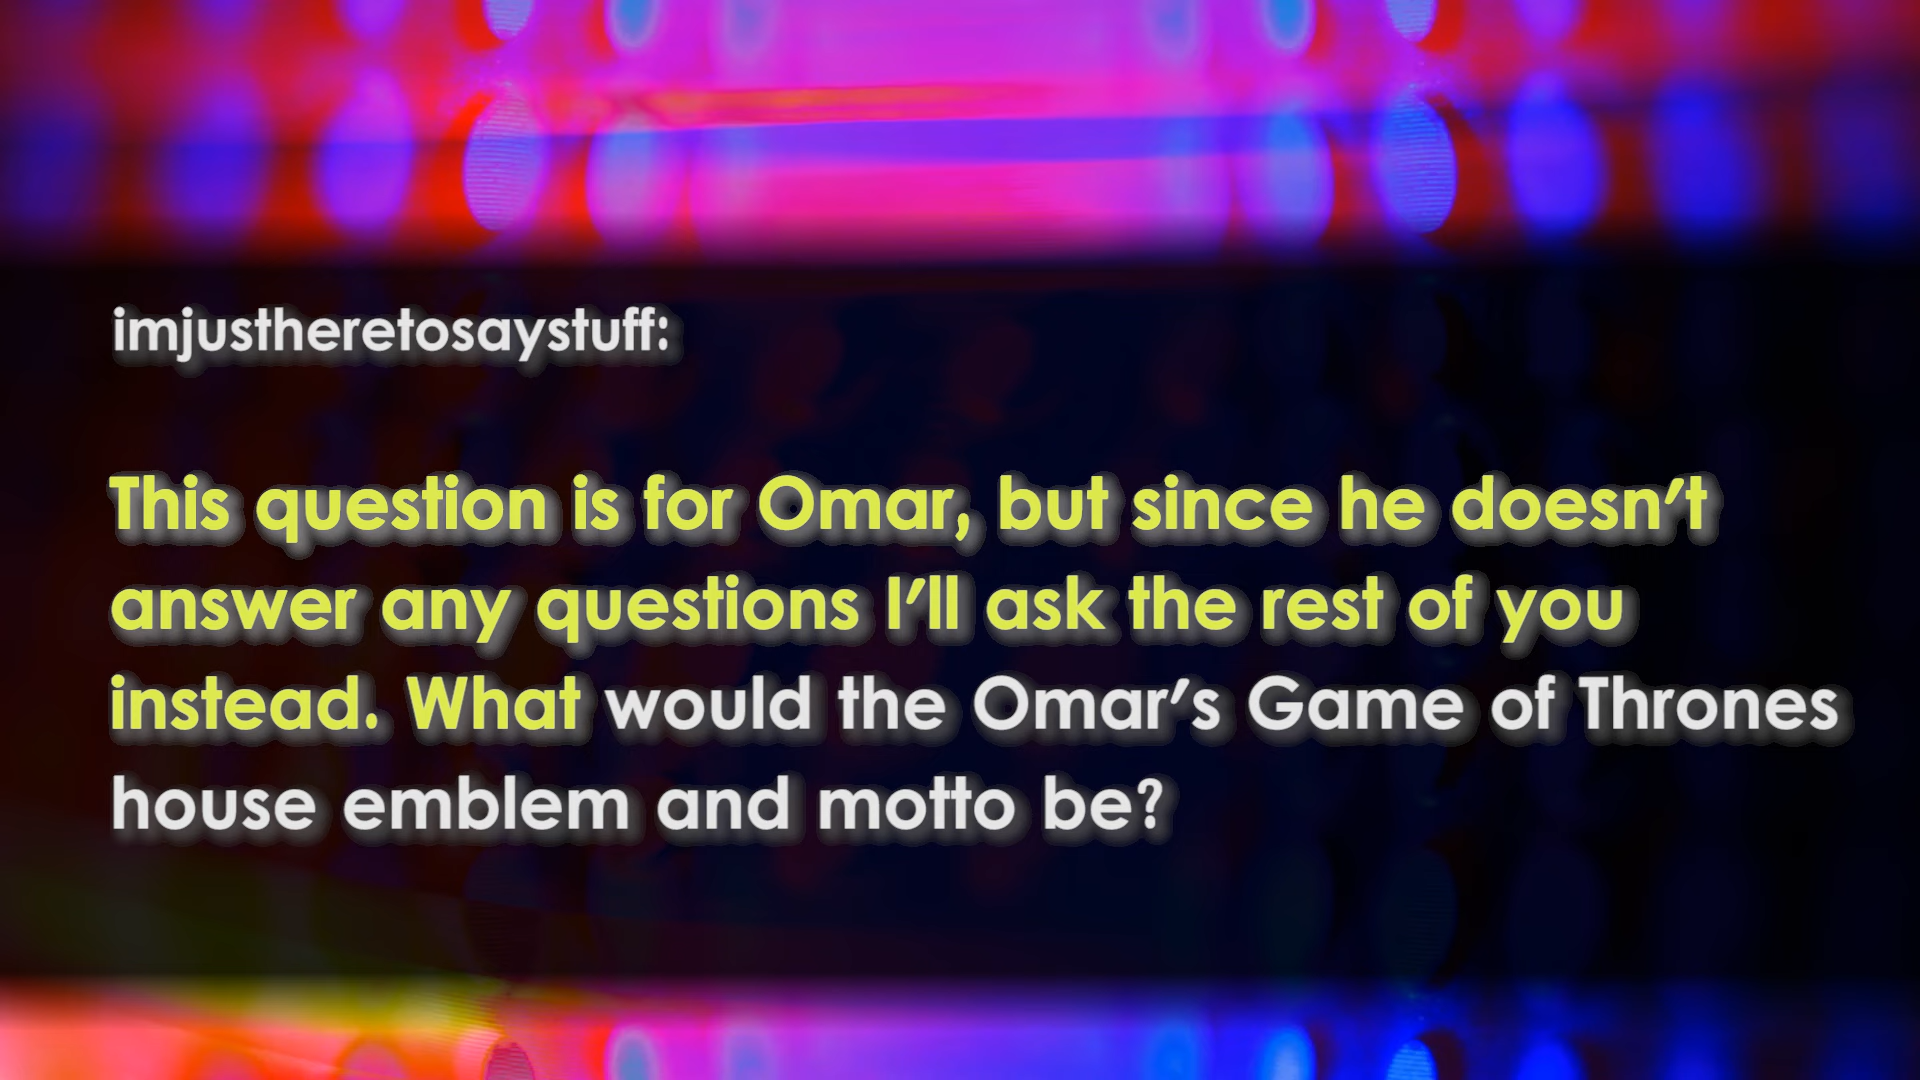 imjustheretosaystuff:
This question is for Omar, but since he doesn't
answer any questions I'll ask the rest of you
instead. What would the Omar's Game of Thrones
house emblem and motto be?